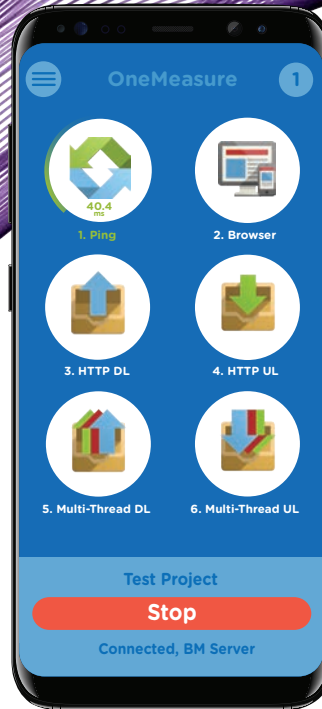 OneMeasure
1
40.4
ms
1. Ping
2. Browser
3. HTTP DL
4. HTTP UL
5. Multi-Thread DL
6. Multi-Thread UL
Test Project
Stop
Connected, BM Server